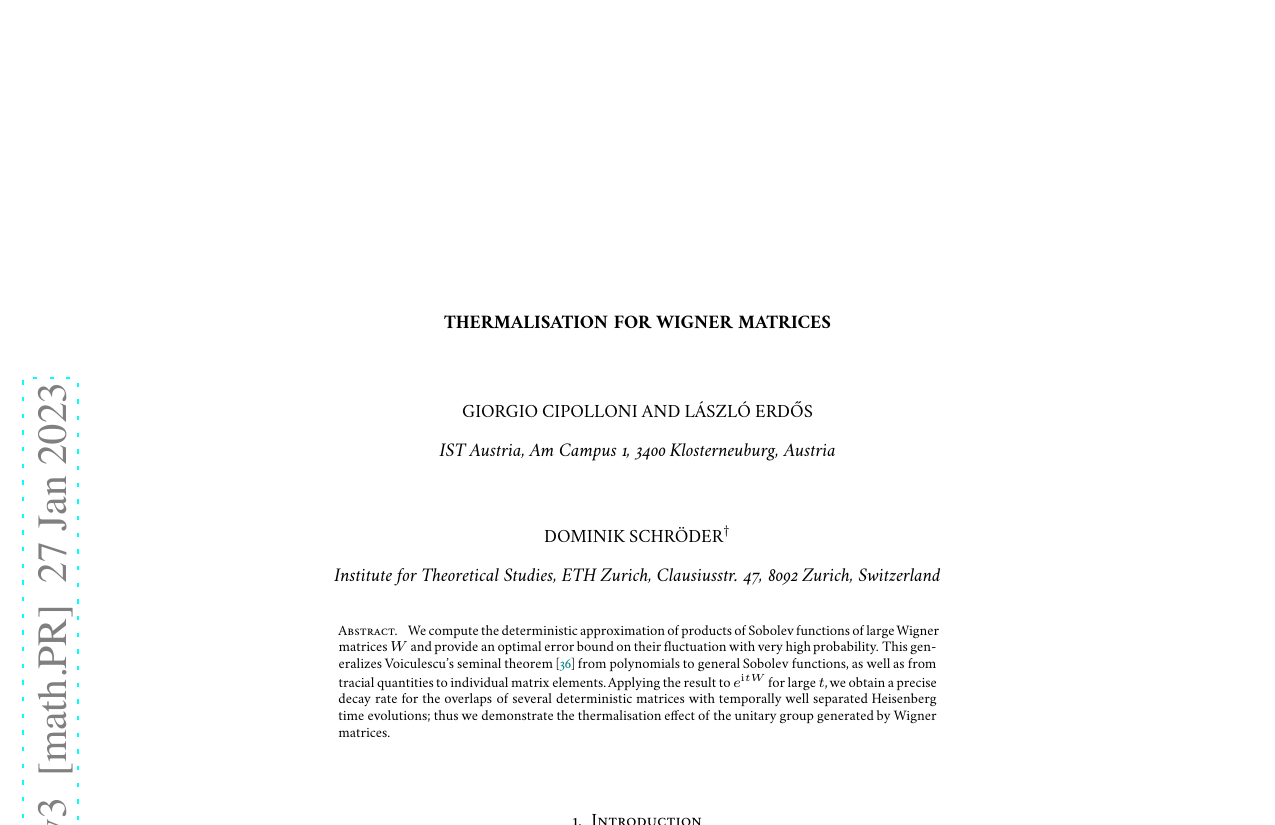 THERMALISATION FOR WIGNER MATRICES
GIORGIO CIPOLLONI AND LÁSZLÓ ERDŐS
IST Austria, Am Campus 1, 3400 Klosterneuburg, Austria
DOMINIK SCHRÖDER†
Institute for Theoretical Studies, ETH Zurich, Clausiusstr. 47, 8092 Zurich, Switzerland
Abstract. We compute the deterministic approximation of products of Sobolev functions of large Wigner
matrices W and provide an optimal error bound on their fluctuation with very high probability. This gen-
eralizes Voiculescu's seminal theorem [36] from polynomials to general Sobolev functions, as well as from
tracial quantities to individual matrix elements. Applying the result to e^{itW} for large t, we obtain a precise
decay rate for the overlaps of several deterministic matrices with temporally well separated Heisenberg
time evolutions; thus we demonstrate the thermalisation effect of the unitary group generated by Wigner
matrices.
1. Introduction
v3 [math.PR] 27 Jan 2023